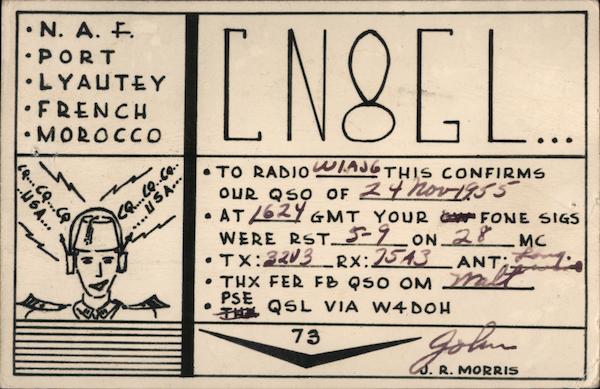 · N. A. F.
· PORT
· LYAUTEY
· FRENCH
· MOROCCO
CN8GL...
CQ... CQ... CQ USA...
CQ... CQ... CQ... USA...
· TO RADIO W1AJG THIS CONFIRMS
OUR QSO OF 24 Nov 1955
· AT 1624 GMT YOUR FONE SIGS
WERE RST 5-9 ON 28 MC
· TX: 32V3 RX: 75A3 ANT: Long
· THX FER FB QSO OM Walt
· PSE QSL VIA W4DOH
73
John
J. R. MORRIS